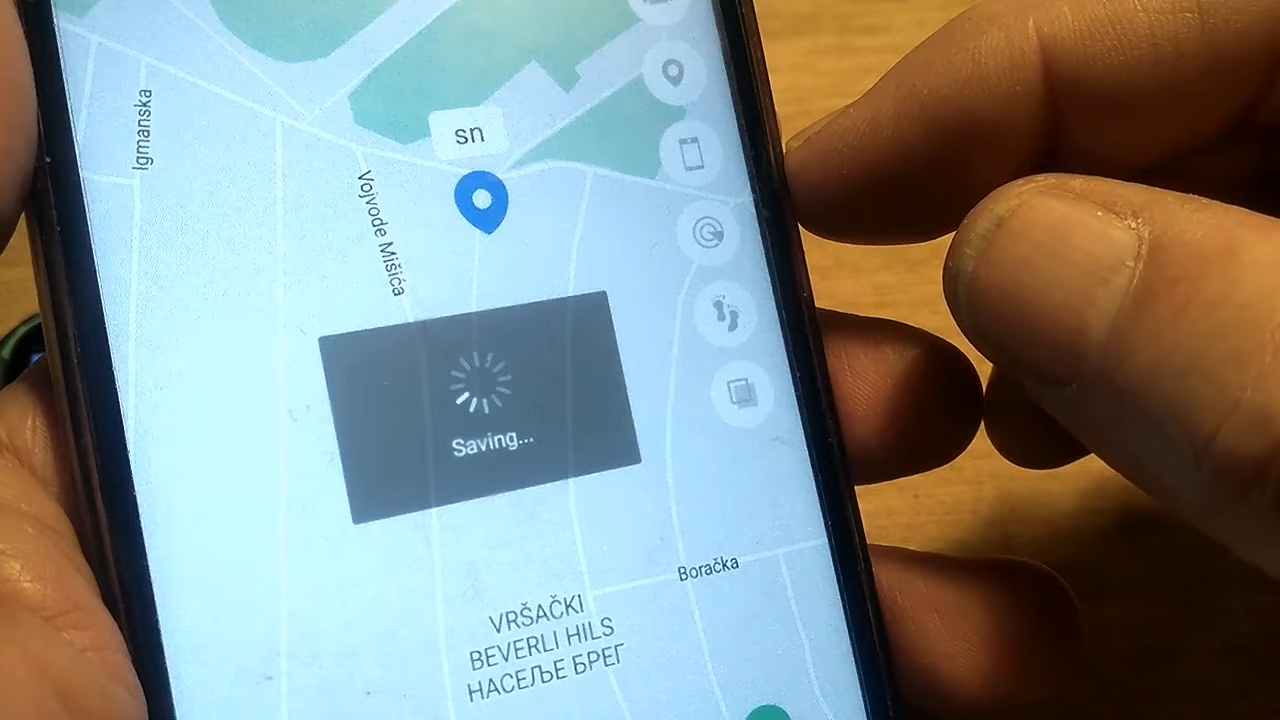 Igmanska
sn
Vojvode Mišića
Saving...
Boračka
VRŠAČKI
BEVERLI HILS
НАСЕЉЕ БРЕГ